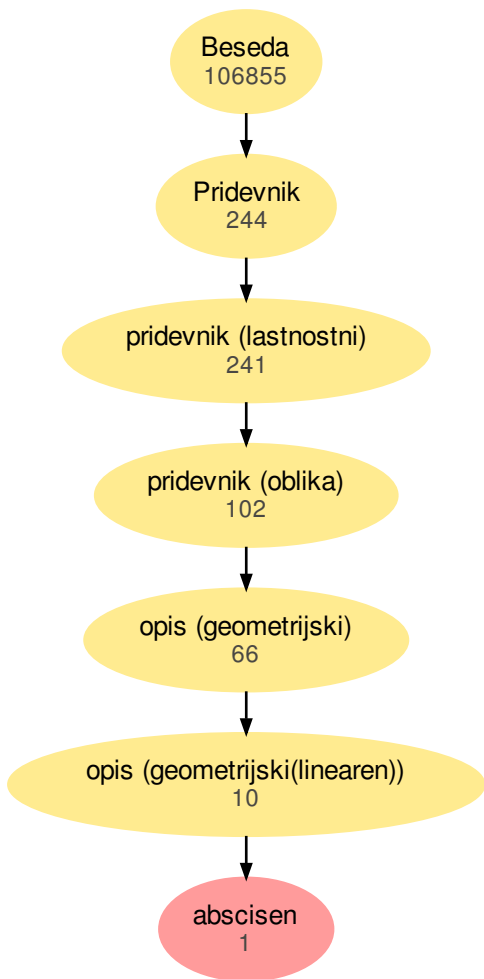 Beseda
106855
Pridevnik
244
pridevnik (lastnostni)
241
pridevnik (oblika)
102
opis (geometrijski)
66
opis (geometrijski(linearen))
10
abscisen
1